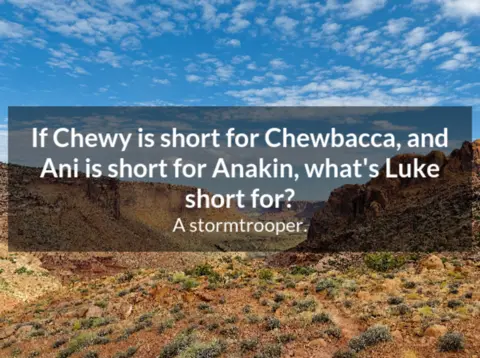 If Chewy is short for Chewbacca, and
Ani is short for Anakin, what's Luke
short for?
A stormtrooper.